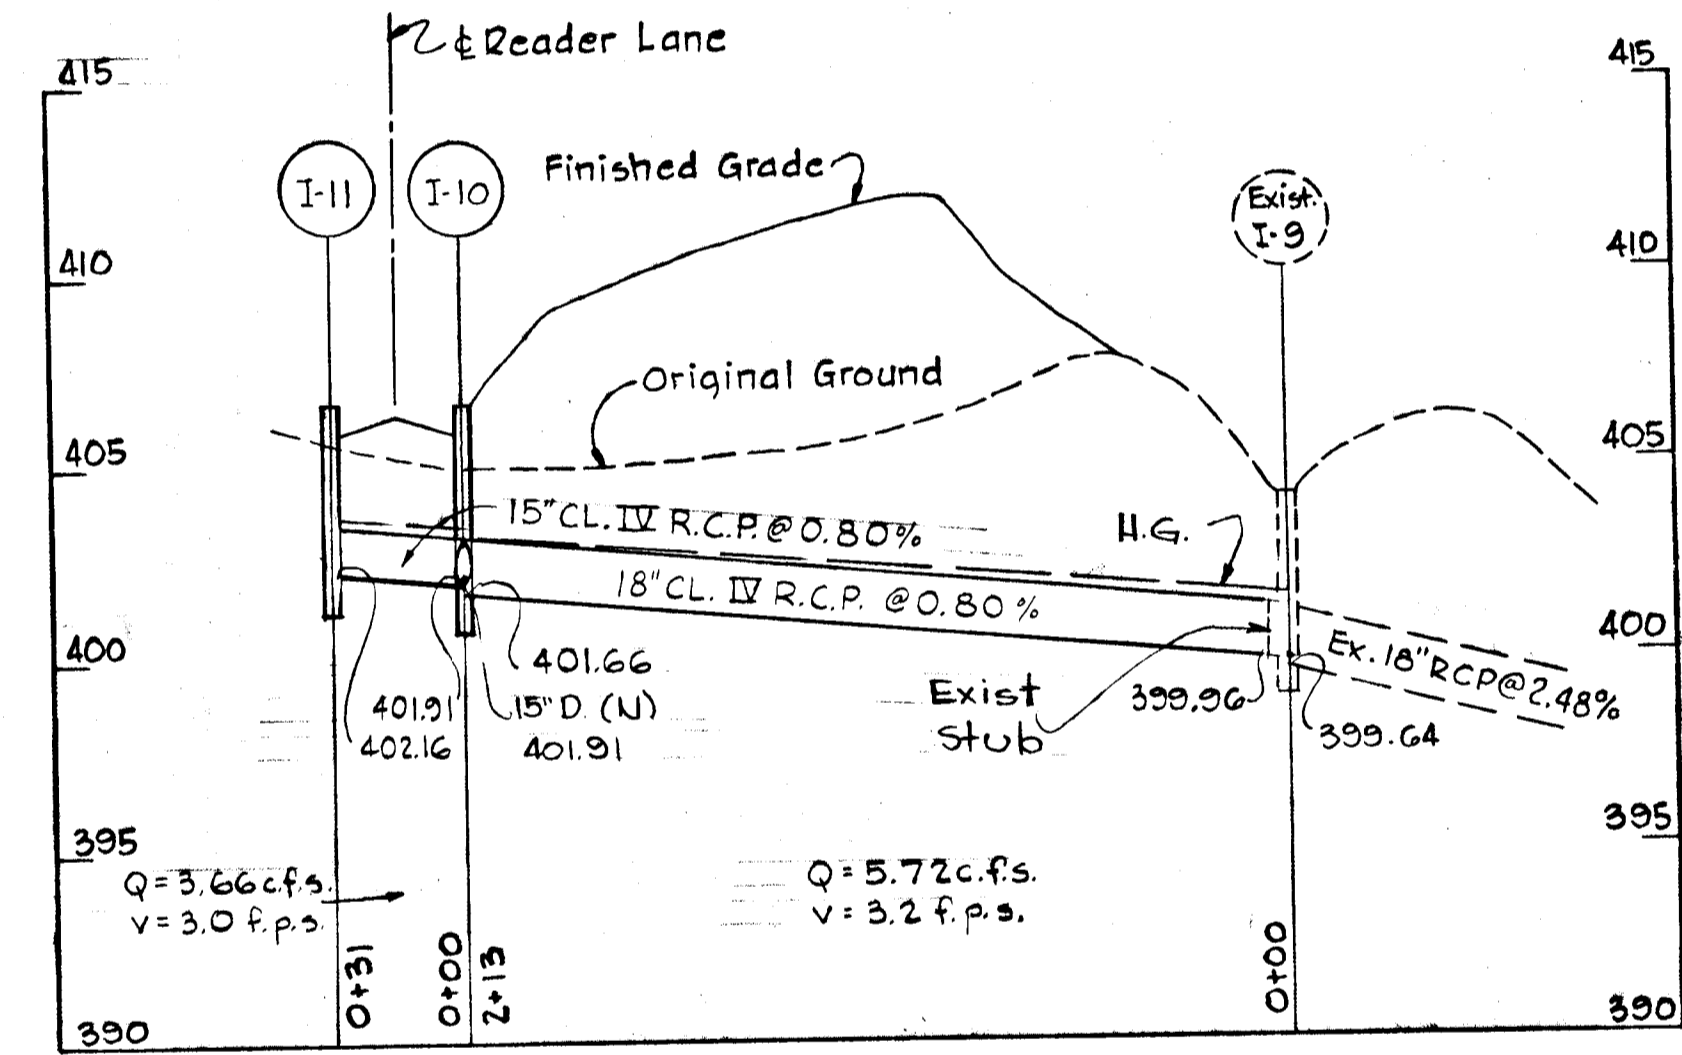 ℄ Reader Lane
415
415
I-11
I-10
Finished Grade
Exist.
I-9
410
410
Original Ground
405
405
15" CL. IV R.C.P. @ 0.80%
H.G.
18" CL. IV R.C.P. @ 0.80 %
400
400
401.66
Ex. 18" RCP @ 2.48%
401.91
15" D. (N)
Exist
Stub
399.96
402.16
401.91
399.64
395
395
Q = 3.66 c.f.s.
V = 3.0 f.p.s.
Q = 5.72 c.f.s.
V = 3.2 f.p.s.
0+31
0+00
2+13
0+00
390
390